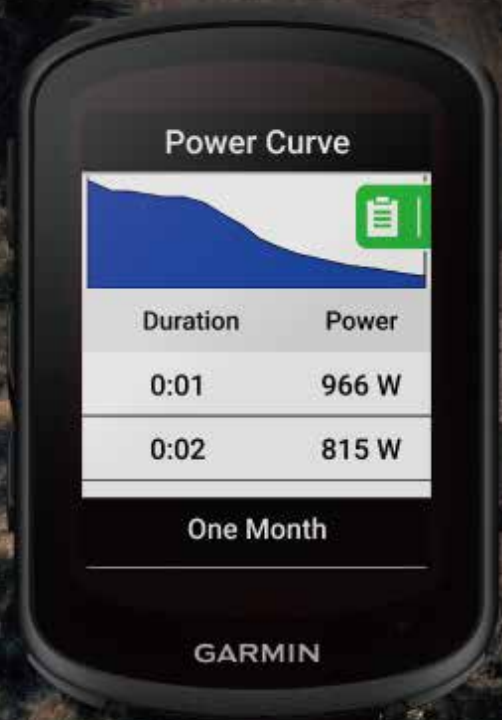 Power Curve
Duration Power
0:01 966 W
0:02 815 W
One Month
GARMIN